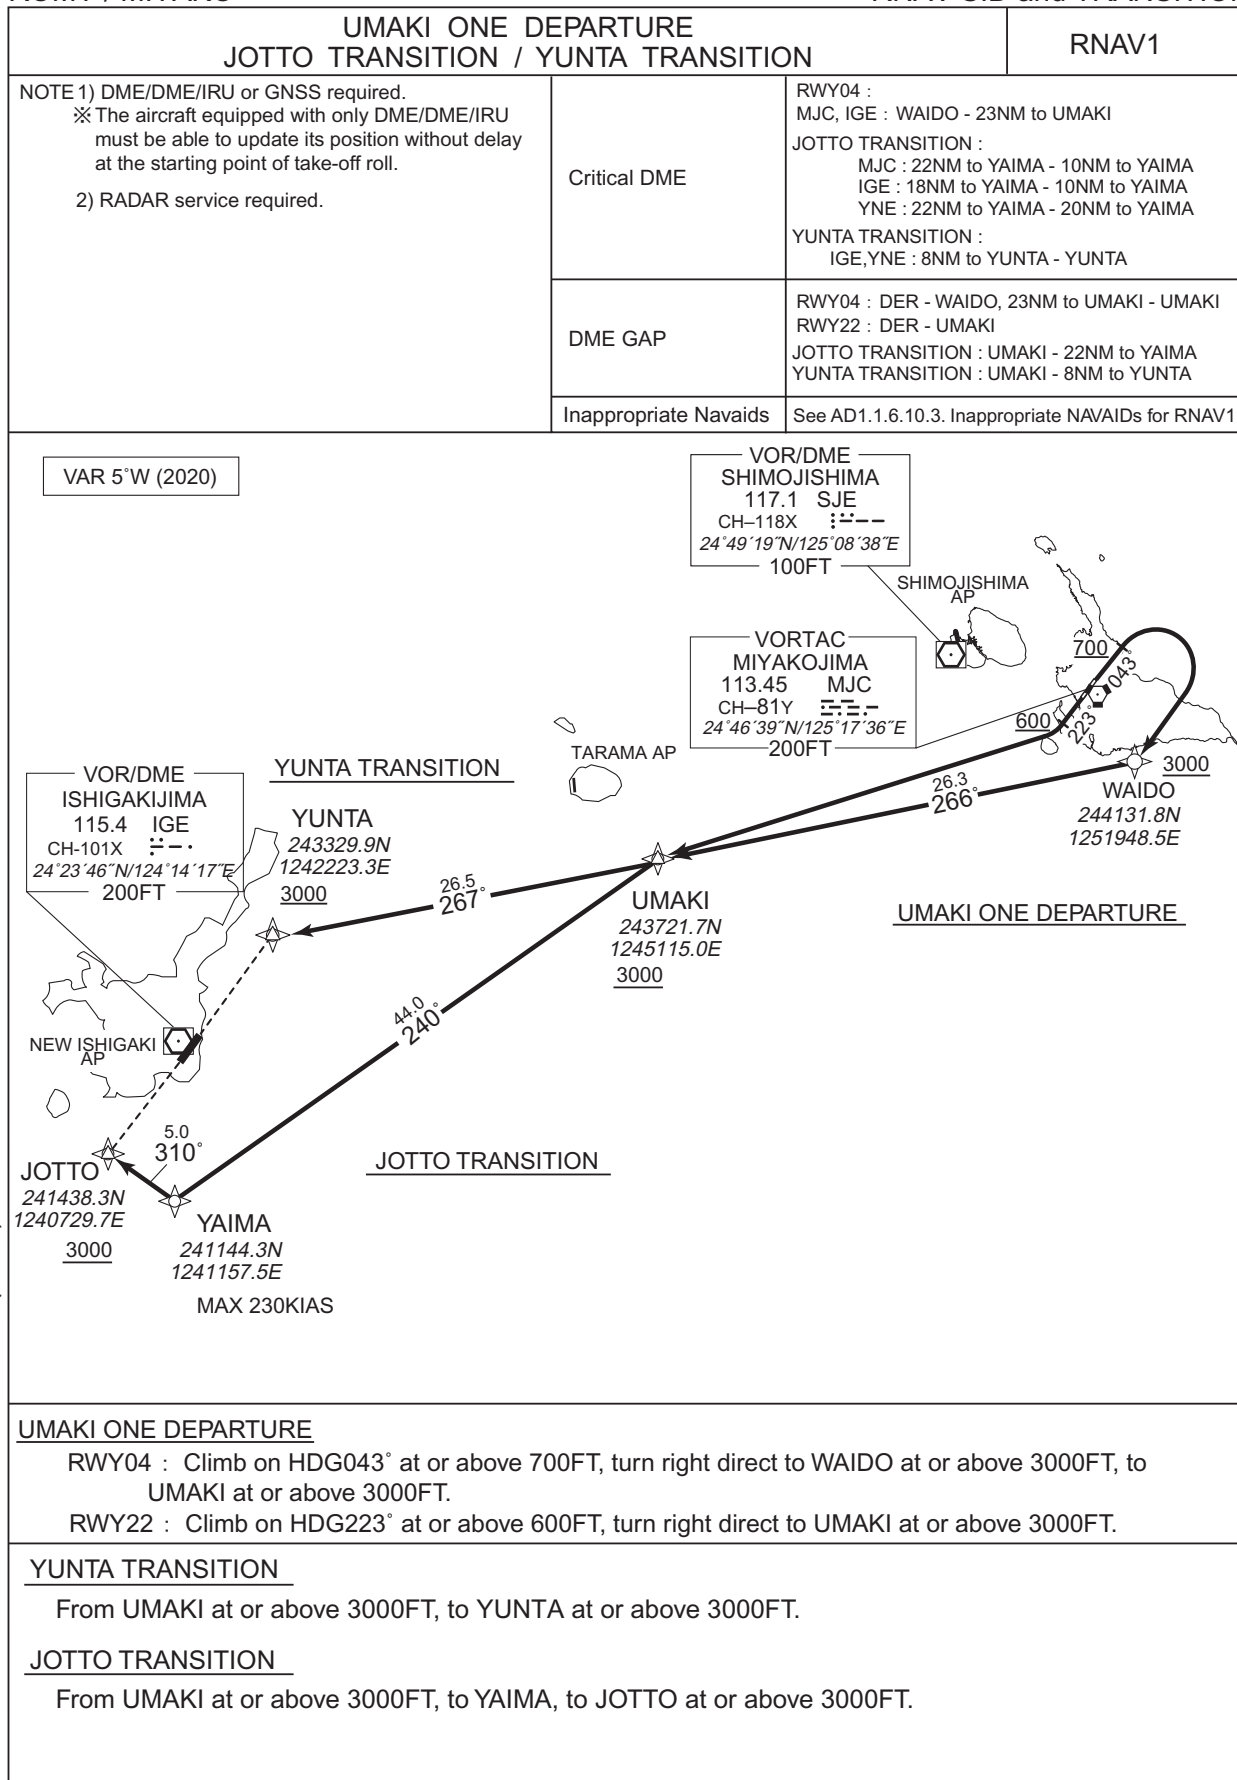 UMAKI ONE DEPARTURE
JOTTO TRANSITION / YUNTA TRANSITION
RNAV1
NOTE 1) DME/DME/IRU or GNSS required.
※ The aircraft equipped with only DME/DME/IRU
must be able to update its position without delay
at the starting point of take-off roll.
2) RADAR service required.
Critical DME
RWY04 :
MJC, IGE : WAIDO - 23NM to UMAKI
JOTTO TRANSITION :
MJC : 22NM to YAIMA - 10NM to YAIMA
IGE : 18NM to YAIMA - 10NM to YAIMA
YNE : 22NM to YAIMA - 20NM to YAIMA
YUNTA TRANSITION :
IGE,YNE : 8NM to YUNTA - YUNTA
DME GAP
RWY04 : DER - WAIDO, 23NM to UMAKI - UMAKI
RWY22 : DER - UMAKI
JOTTO TRANSITION : UMAKI - 22NM to YAIMA
YUNTA TRANSITION : UMAKI - 8NM to YUNTA
Inappropriate Navaids
See AD1.1.6.10.3. Inappropriate NAVAIDs for RNAV1
VAR 5˚W (2020)
VOR/DME
SHIMOJISHIMA
117.1 SJE
CH–118X
24˚49´19˝N/125˚08´38˝E
100FT
SHIMOJISHIMA
AP
VORTAC
MIYAKOJIMA
113.45 MJC
CH–81Y
24˚46´39˝N/125˚17´36˝E
200FT
700
043˚
600
223˚
TARAMA AP
3000
WAIDO
244131.8N
1251948.5E
26.3
266˚
VOR/DME
ISHIGAKIJIMA
115.4 IGE
CH-101X
24˚23´46˝N/124˚14´17˝E
200FT
YUNTA TRANSITION
YUNTA
243329.9N
1242223.3E
3000
26.5
267˚
UMAKI
243721.7N
1245115.0E
3000
UMAKI ONE DEPARTURE
44.0
240˚
NEW ISHIGAKI
AP
5.0
310˚
JOTTO TRANSITION
JOTTO
241438.3N
1240729.7E
3000
YAIMA
241144.3N
1241157.5E
MAX 230KIAS
UMAKI ONE DEPARTURE
RWY04 : Climb on HDG043˚ at or above 700FT, turn right direct to WAIDO at or above 3000FT, to
UMAKI at or above 3000FT.
RWY22 : Climb on HDG223˚ at or above 600FT, turn right direct to UMAKI at or above 3000FT.
YUNTA TRANSITION
From UMAKI at or above 3000FT, to YUNTA at or above 3000FT.
JOTTO TRANSITION
From UMAKI at or above 3000FT, to YAIMA, to JOTTO at or above 3000FT.